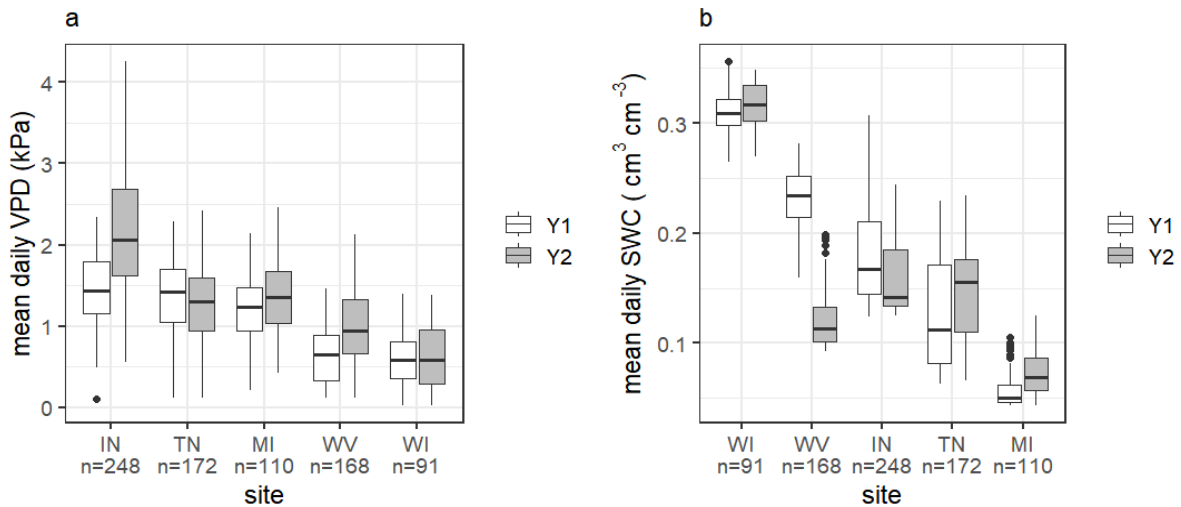 a
mean daily VPD (kPa)
4
3
2
1
0
IN TN MI WV WI
n=248 n=172 n=110 n=168 n=91
site
Y1
Y2
b
mean daily SWC ( cm³ cm⁻³)
0.3
0.2
0.1
WI WV IN TN MI
n=91 n=168 n=248 n=172 n=110
site
Y1
Y2